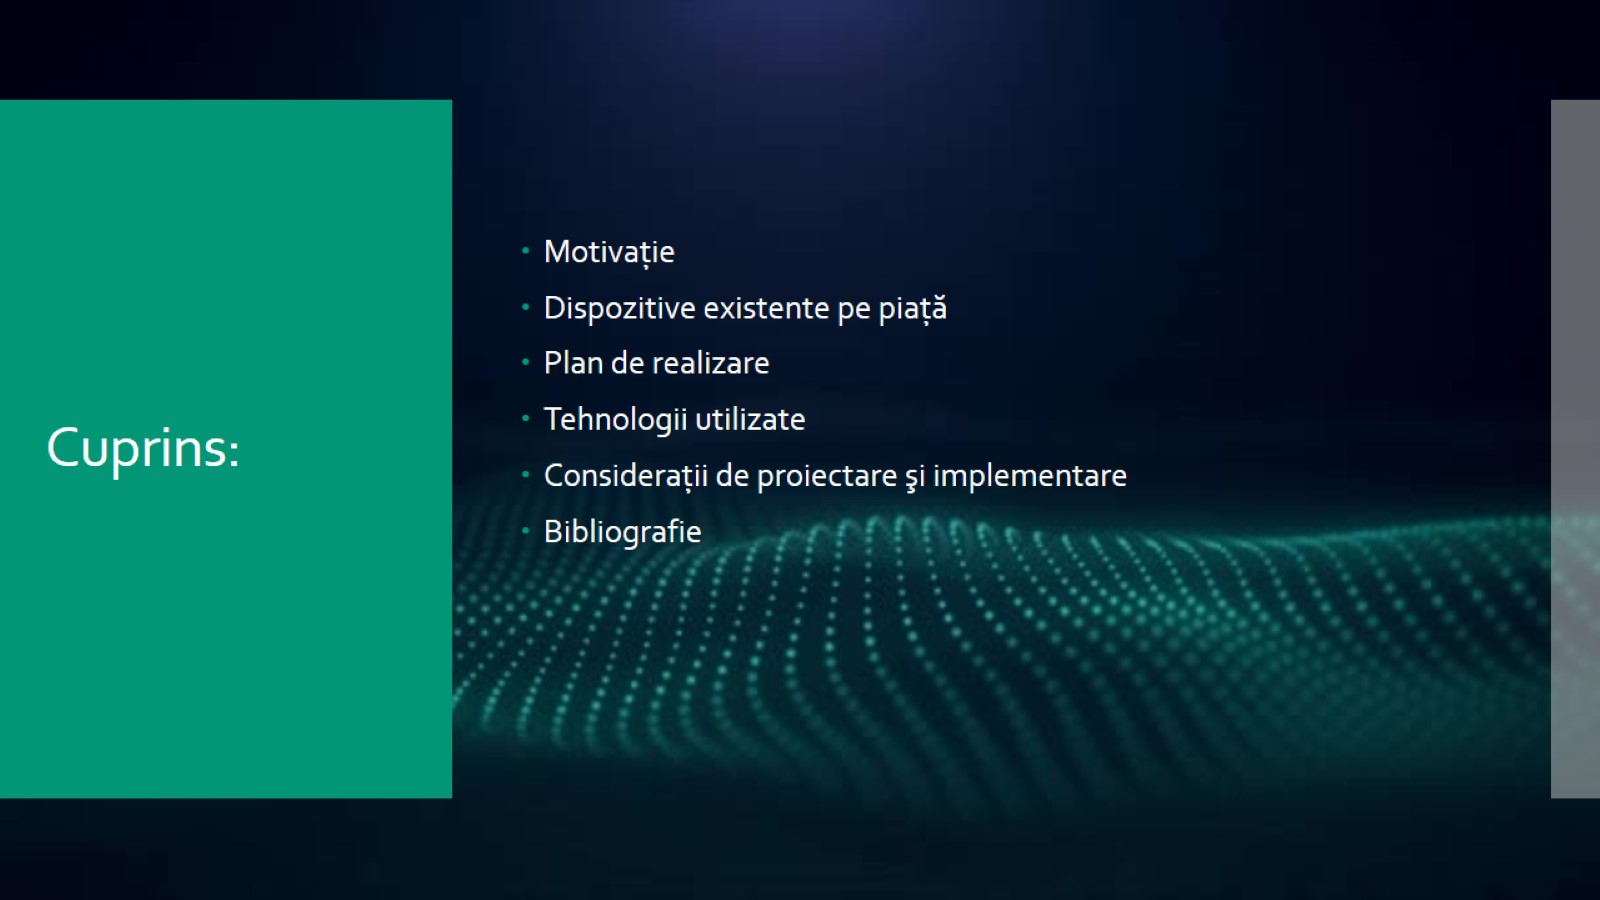 Cuprins:
• Motivație
• Dispozitive existente pe piață
• Plan de realizare
• Tehnologii utilizate
• Considerații de proiectare şi implementare
• Bibliografie